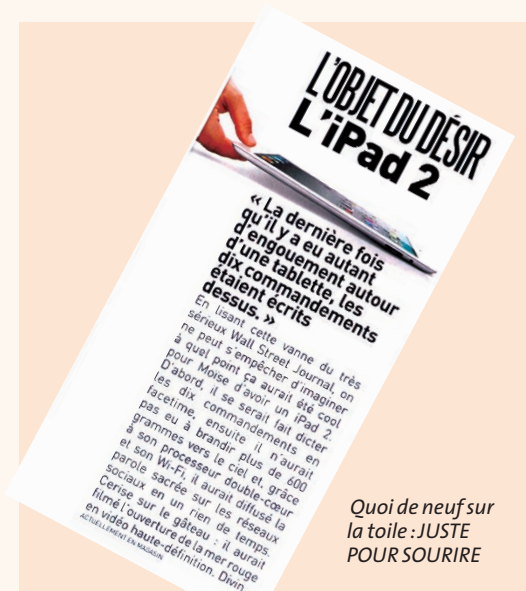 L'OBJET DU DÉSIR
L'iPad 2
« La dernière fois
qu'il y a eu autant
d'engouement autour
d'une tablette, les
dix commandements
étaient écrits
dessus. »
En lisant cette vanne du très
sérieux Wall Street Journal, on
ne peut s'empêcher d'imaginer
à quel point ça aurait été cool
pour Moïse d'avoir un iPad 2.
D'abord, il se serait fait dicter
les dix commandements en
facetime, ensuite il n'aurait
pas eu à brandir plus de 600
grammes vers le ciel et, grâce
à son processeur double-cœur
et son Wi-Fi, il aurait diffusé la
parole sacrée sur les réseaux
sociaux en un rien de temps.
Cerise sur le gâteau : il aurait
filmé l'ouverture de la mer rouge
en vidéo haute-définition. Divin
ACTUELLEMENT EN MAGASIN
Quoi de neuf sur
la toile : JUSTE
POUR SOURIRE